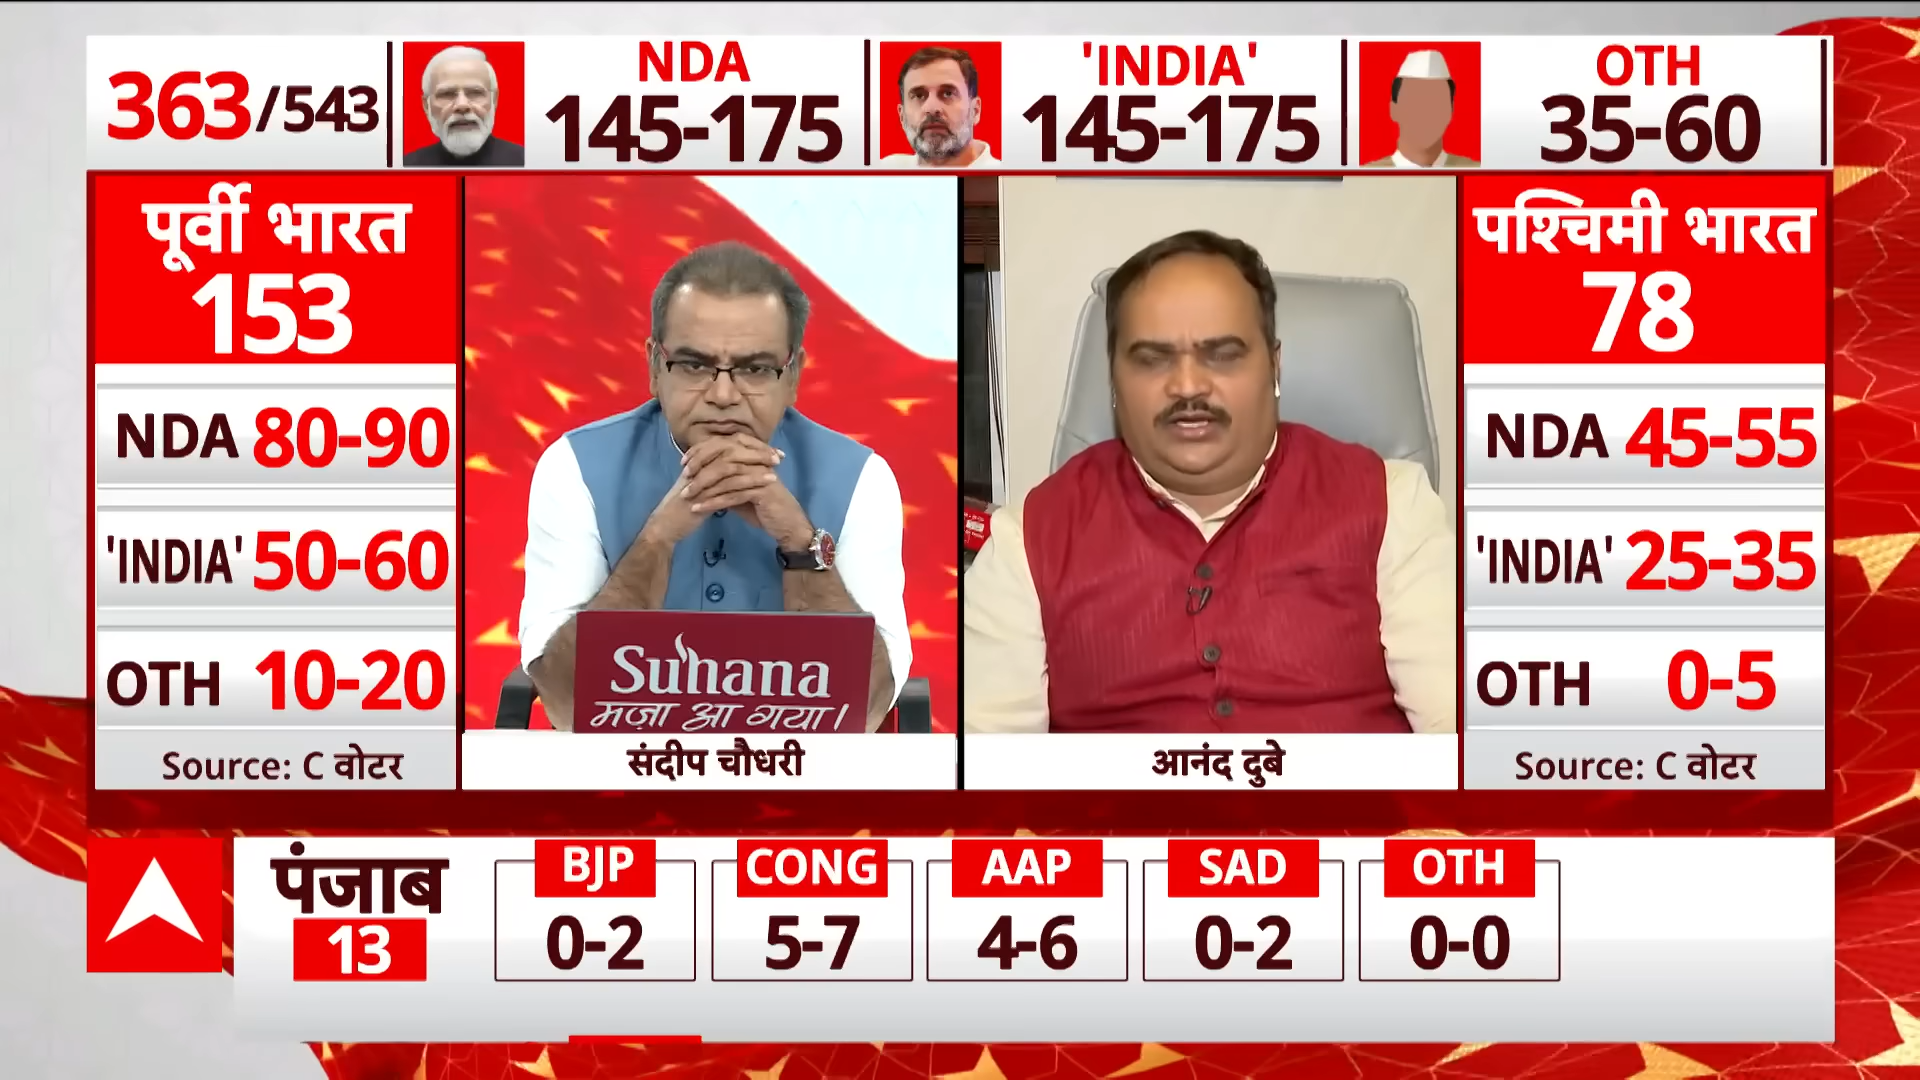 363/543
NDA
145-175
'INDIA'
145-175
OTH
35-60
पूर्वी भारत
153
NDA 80-90
'INDIA' 50-60
OTH 10-20
Source: C वोटर
Suhana
मज़ा आ गया!
संदीप चौधरी
आनंद दुबे
पश्चिमी भारत
78
NDA 45-55
'INDIA' 25-35
OTH 0-5
Source: C वोटर
पंजाब
13
BJP
0-2
CONG
5-7
AAP
4-6
SAD
0-2
OTH
0-0